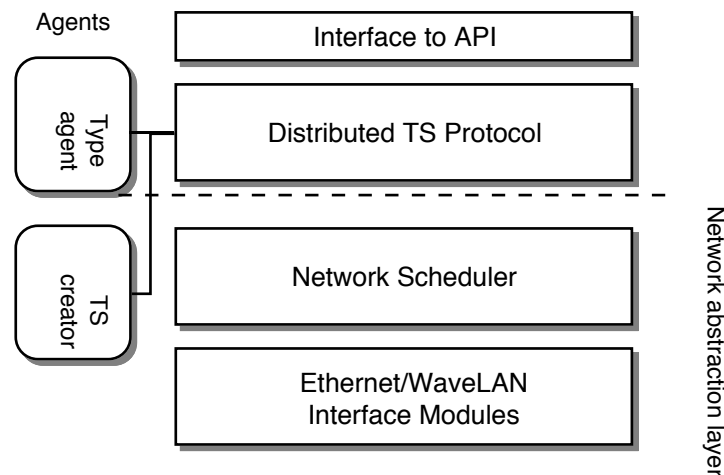 Agents
Interface to API
Type
agent
Distributed TS Protocol
TS
creator
Network Scheduler
Ethernet/WaveLAN
Interface Modules
Network abstraction layer